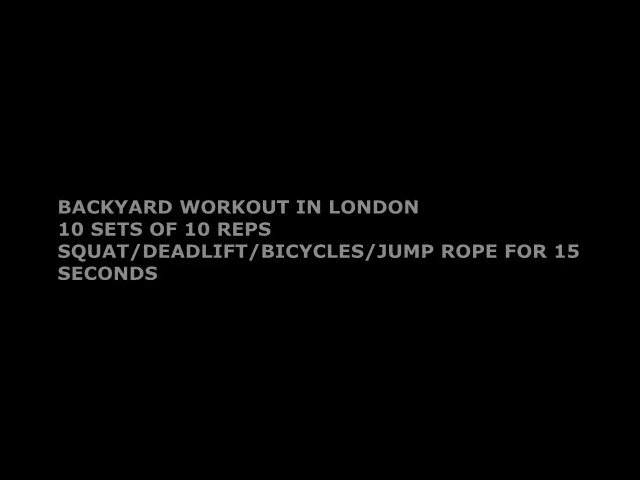 BACKYARD WORKOUT IN LONDON
10 SETS OF 10 REPS
SQUAT/DEADLIFT/BICYCLES/JUMP ROPE FOR 15
SECONDS